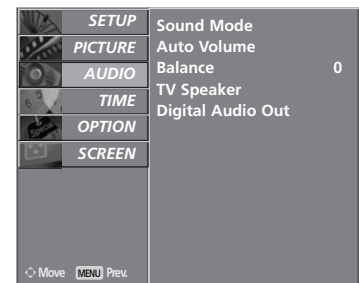 SETUP
PICTURE
AUDIO
TIME
OPTION
SCREEN
Move MENU Prev.
Sound Mode
Auto Volume
Balance 0
TV Speaker
Digital Audio Out